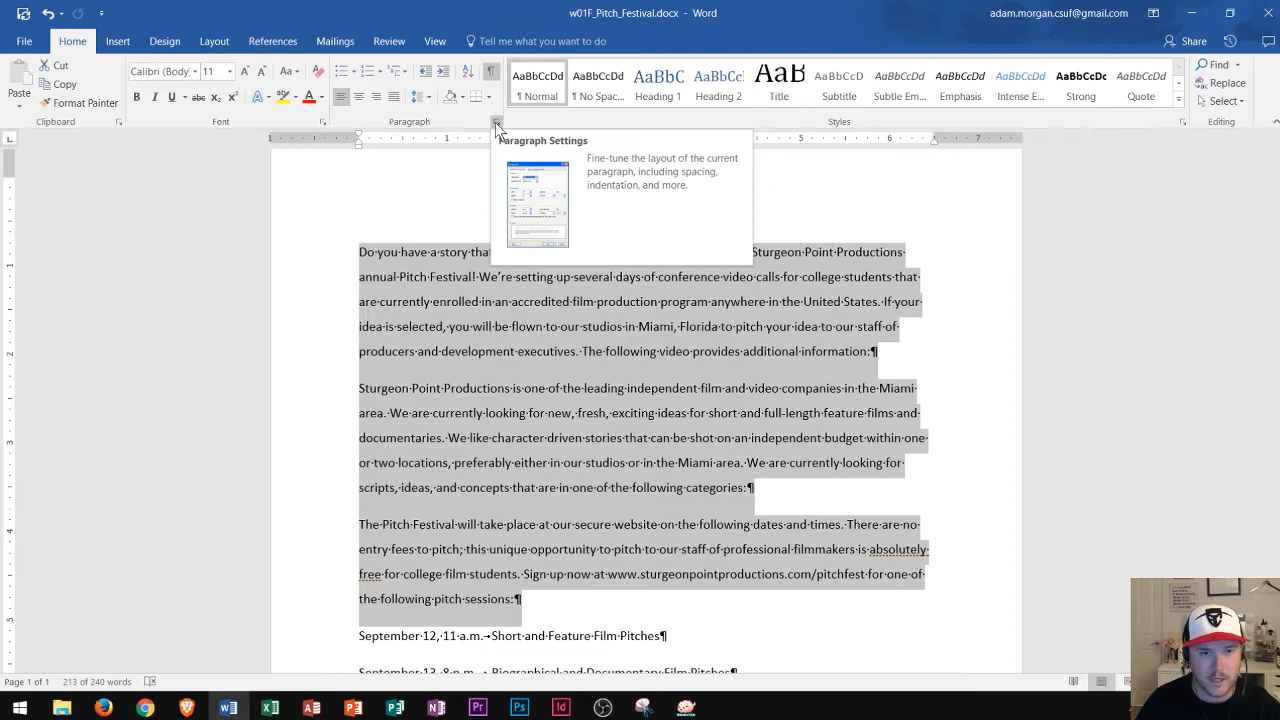 w01F_Pitch_Festival.docx - Word
adam.morgan.csuf@gmail.com
File Home Insert Design Layout References Mailings Review View Tell me what you want to do Share
Paste
Cut
Copy
Format Painter
Clipboard
Calibri (Body) 11
Font
Paragraph
AaBbCcDd AaBbCcDd AaBbC AaBbC AaB AaBbCcD AaBbCcDd AaBbCcDd AaBbCcDd AaBbCcDc AaBbCcDd
¶ Normal ¶ No Spac... Heading 1 Heading 2 Title Subtitle Subtle Em... Emphasis Intense E... Strong Quote
Styles
Find
Replace
Select
Editing
Paragraph Settings
Fine-tune the layout of the current
paragraph, including spacing,
indentation, and more.
Do·you·have·a·story·that Sturgeon·Point·Productions·
annual·Pitch·Festival!·We're·setting·up·several·days·of·conference·video·calls·for·college·students·that·
are·currently·enrolled·in·an·accredited·film·production·program·anywhere·in·the·United·States.·If·your·
idea·is·selected,·you·will·be·flown·to·our·studios·in·Miami,·Florida·to·pitch·your·idea·to·our·staff·of·
producers·and·development·executives.·The·following·video·provides·additional·information:¶
Sturgeon·Point·Productions·is·one·of·the·leading·independent·film·and·video·companies·in·the·Miami·
area.·We·are·currently·looking·for·new,·fresh,·exciting·ideas·for·short·and·full-length·feature·films·and·
documentaries.·We·like·character·driven·stories·that·can·be·shot·on·an·independent·budget·within·one·
or·two·locations,·preferably·either·in·our·studios·or·in·the·Miami·area.·We·are·currently·looking·for·
scripts,·ideas,·and·concepts·that·are·in·one·of·the·following·categories:¶
The·Pitch·Festival·will·take·place·at·our·secure·website·on·the·following·dates·and·times.·There·are·no·
entry·fees·to·pitch;·this·unique·opportunity·to·pitch·to·our·staff·of·professional·filmmakers·is·absolutely·
free·for·college·film·students.·Sign·up·now·at·www.sturgeonpointproductions.com/pitchfest·for·one·of·
the·following·pitch·sessions:¶
September·12,·11·a.m.→Short·and·Feature·Film·Pitches¶
September·13,·8·p.m.→Biographical·and·Documentary·Film·Pitches¶
Page 1 of 1 213 of 240 words